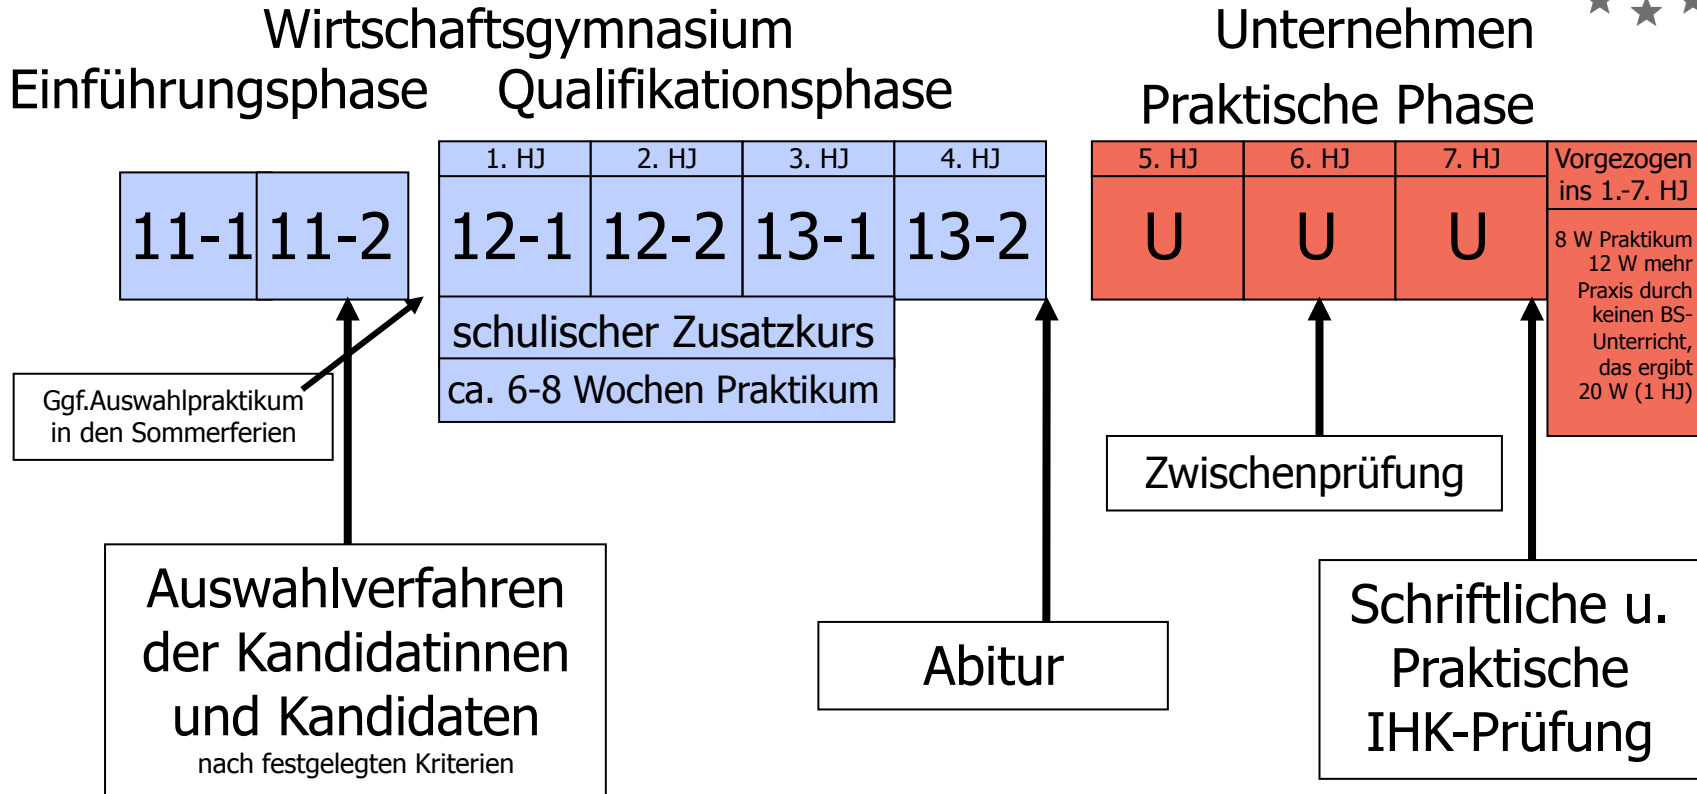 Wirtschaftsgymnasium
Unternehmen
Einführungsphase
Qualifikationsphase
Praktische Phase
1. HJ
2. HJ
3. HJ
4. HJ
5. HJ
6. HJ
7. HJ
Vorgezogen
ins 1.-7. HJ
11-1
11-2
12-1
12-2
13-1
13-2
U
U
U
8 W Praktikum
12 W mehr
Praxis durch
keinen BS-
Unterricht,
das ergibt
20 W (1 HJ)
schulischer Zusatzkurs
ca. 6-8 Wochen Praktikum
Ggf.Auswahlpraktikum
in den Sommerferien
Zwischenprüfung
Auswahlverfahren
der Kandidatinnen
und Kandidaten
nach festgelegten Kriterien
Abitur
Schriftliche u.
Praktische
IHK-Prüfung